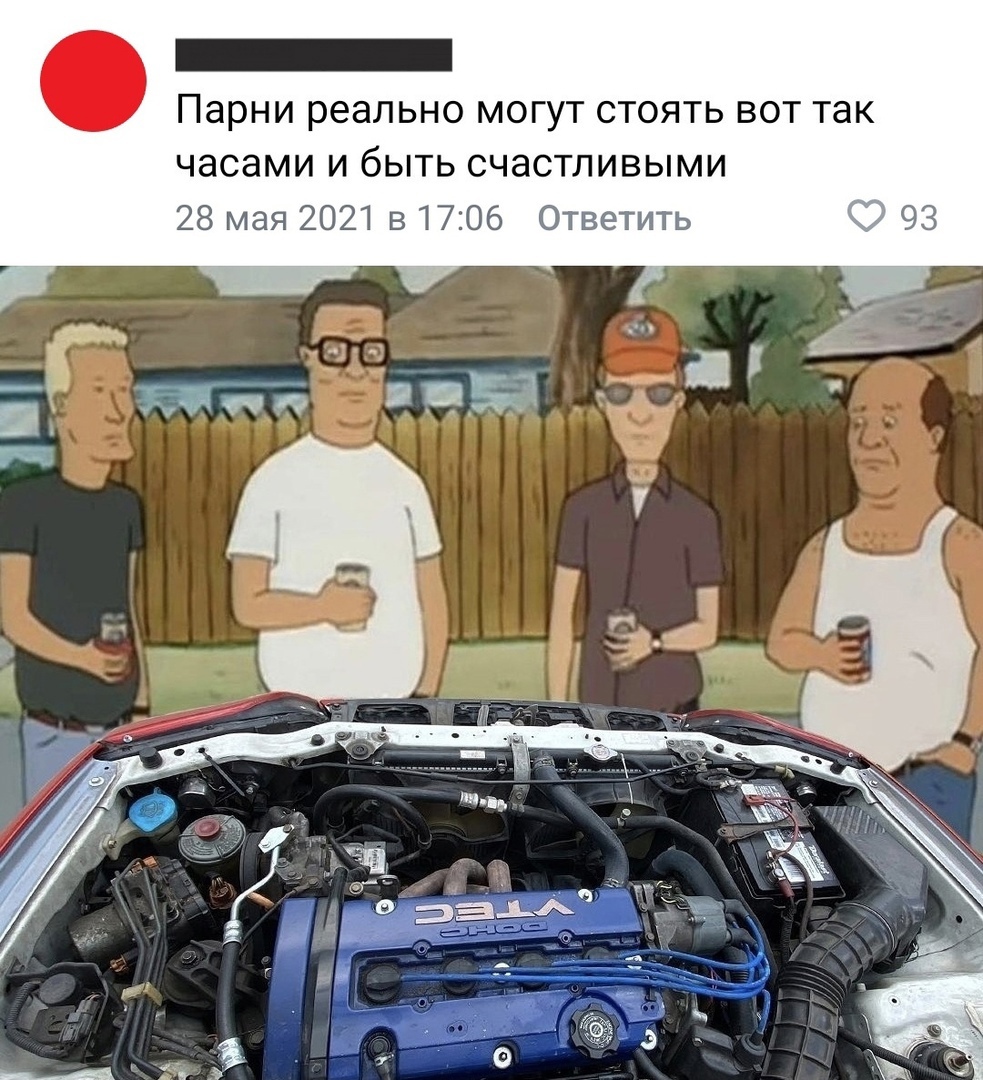 Парни реально могут стоять вот так
часами и быть счастливыми
28 мая 2021 в 17:06 Ответить 93
VTEC
DOHC